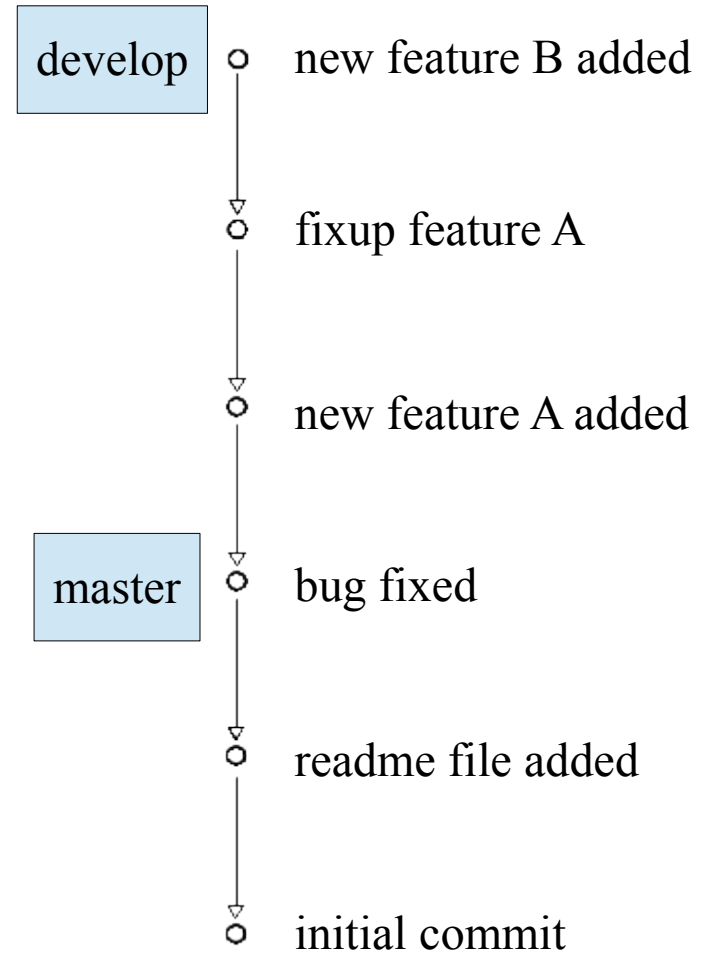 develop new feature B added
fixup feature A
new feature A added
master bug fixed
readme file added
initial commit